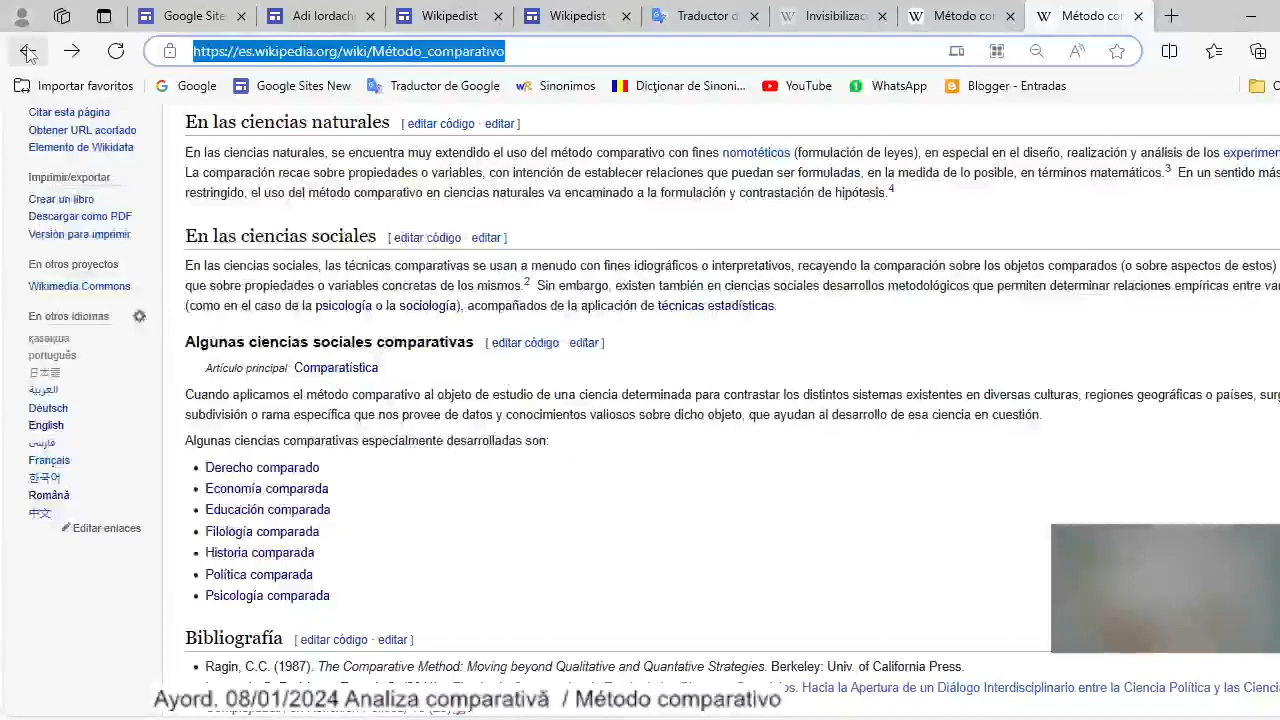 Google Site
Adi Iordach
Wikipedist
Wikipedist
Traductor d
Invisibilizac
Método con
Método con
https://es.wikipedia.org/wiki/Método_comparativo
Importar favoritos
Google
Google Sites New
Traductor de Google
Sinonimos
Dicționar de Sinoni...
YouTube
WhatsApp
Blogger - Entradas
Citar esta página
Obtener URL acortado
Elemento de Wikidata
Imprimir/exportar
Crear un libro
Descargar como PDF
Versión para imprimir
En otros proyectos
Wikimedia Commons
En otros idiomas
Қазақша
português
日本語
العربية
Deutsch
English
فارسی
Français
한국어
Română
中文
Editar enlaces
En las ciencias naturales [ editar código · editar ]
En las ciencias naturales, se encuentra muy extendido el uso del método comparativo con fines nomotéticos (formulación de leyes), en especial en el diseño, realización y análisis de los experimen
La comparación recae sobre propiedades o variables, con intención de establecer relaciones que puedan ser formuladas, en la medida de lo posible, en términos matemáticos.3 En un sentido más
restringido, el uso del método comparativo en ciencias naturales va encaminado a la formulación y contrastación de hipótesis.4
En las ciencias sociales [ editar código · editar ]
En las ciencias sociales, las técnicas comparativas se usan a menudo con fines idiográficos o interpretativos, recayendo la comparación sobre los objetos comparados (o sobre aspectos de estos)
que sobre propiedades o variables concretas de los mismos.2 Sin embargo, existen también en ciencias sociales desarrollos metodológicos que permiten determinar relaciones empíricas entre va
(como en el caso de la psicología o la sociología), acompañados de la aplicación de técnicas estadísticas.
Algunas ciencias sociales comparativas [ editar código · editar ]
Artículo principal: Comparatística
Cuando aplicamos el método comparativo al objeto de estudio de una ciencia determinada para contrastar los distintos sistemas existentes en diversas culturas, regiones geográficas o países, surg
subdivisión o rama específica que nos provee de datos y conocimientos valiosos sobre dicho objeto, que ayudan al desarrollo de esa ciencia en cuestión.
Algunas ciencias comparativas especialmente desarrolladas son:
Derecho comparado
Economía comparada
Educación comparada
Filología comparada
Historia comparada
Política comparada
Psicología comparada
Bibliografía [ editar código · editar ]
Ragin, C.C. (1987). The Comparative Method: Moving beyond Qualitative and Quantative Strategies. Berkeley: Univ. of California Press.
Hacia la Apertura de un Diálogo Interdisciplinario entre la Ciencia Política y las Cienci
Ayord. 08/01/2024 Analiza comparativă / Método comparativo